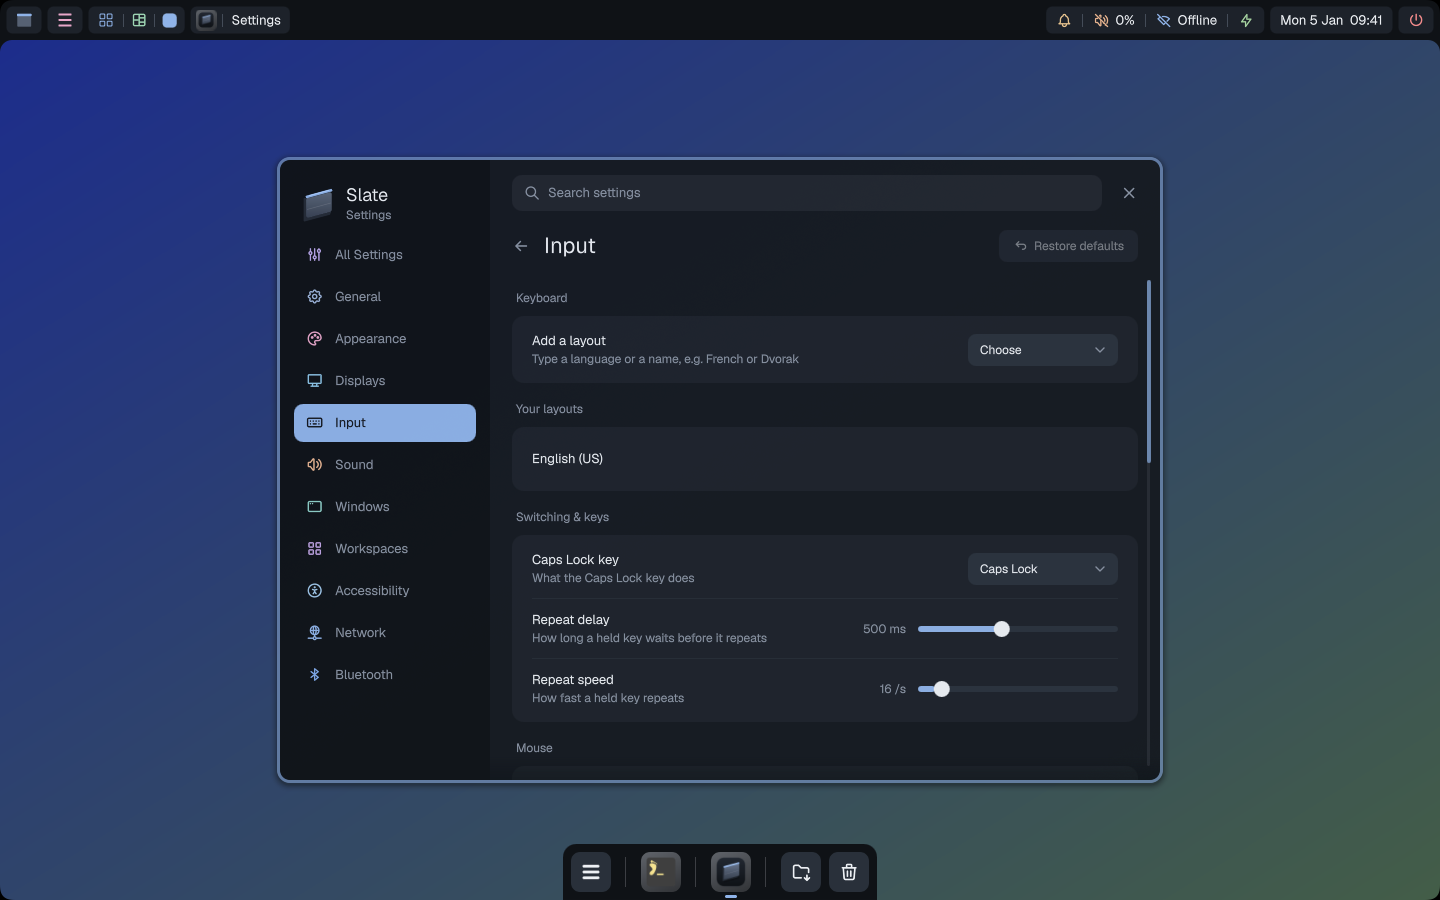 Settings
0%
Offline
Mon 5 Jan 09:41
Slate
Settings
All Settings
General
Appearance
Displays
Input
Sound
Windows
Workspaces
Accessibility
Network
Bluetooth
Search settings
Input
Restore defaults
Keyboard
Add a layout
Type a language or a name, e.g. French or Dvorak
Choose
Your layouts
English (US)
Switching & keys
Caps Lock key
What the Caps Lock key does
Caps Lock
Repeat delay
How long a held key waits before it repeats
500 ms
Repeat speed
How fast a held key repeats
16 /s
Mouse